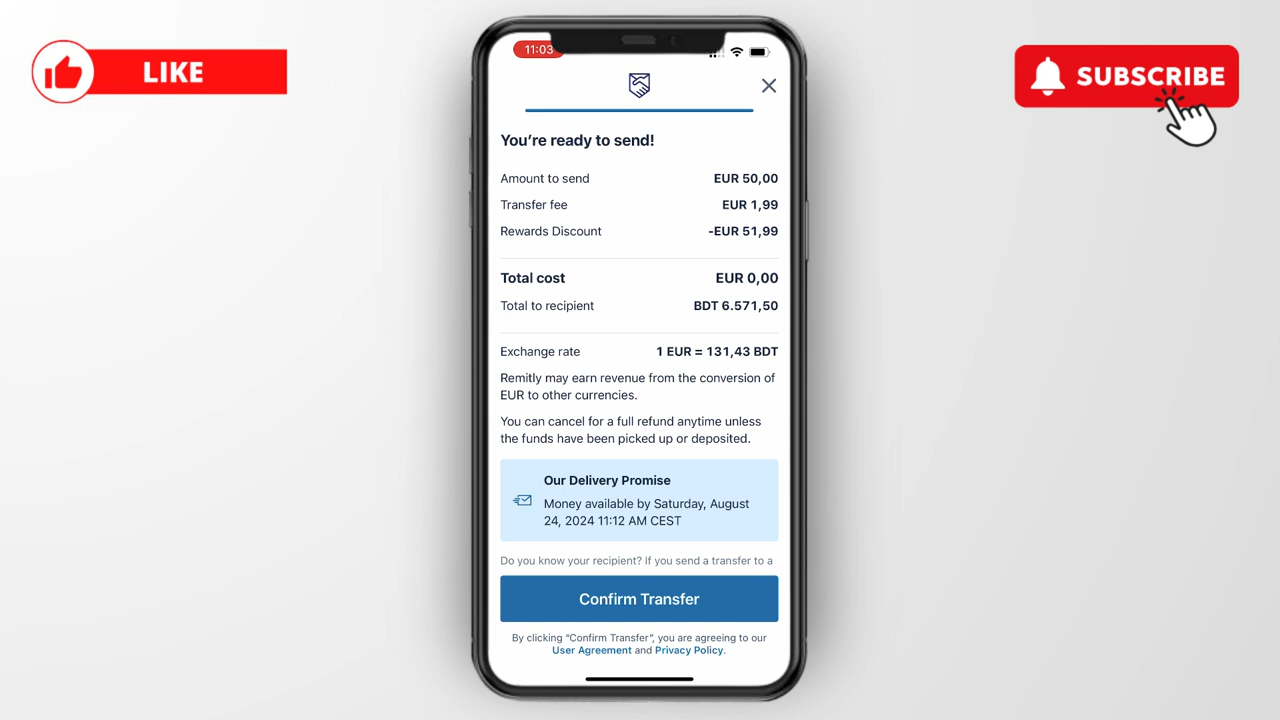 LIKE
SUBSCRIBE
11:03
You're ready to send!
Amount to send EUR 50,00
Transfer fee EUR 1,99
Rewards Discount -EUR 51,99
Total cost EUR 0,00
Total to recipient BDT 6.571,50
Exchange rate 1 EUR = 131,43 BDT
Remitly may earn revenue from the conversion of
EUR to other currencies.
You can cancel for a full refund anytime unless
the funds have been picked up or deposited.
Our Delivery Promise
Money available by Saturday, August
24, 2024 11:12 AM CEST
Do you know your recipient? If you send a transfer to a
Confirm Transfer
By clicking “Confirm Transfer”, you are agreeing to our
User Agreement and Privacy Policy.